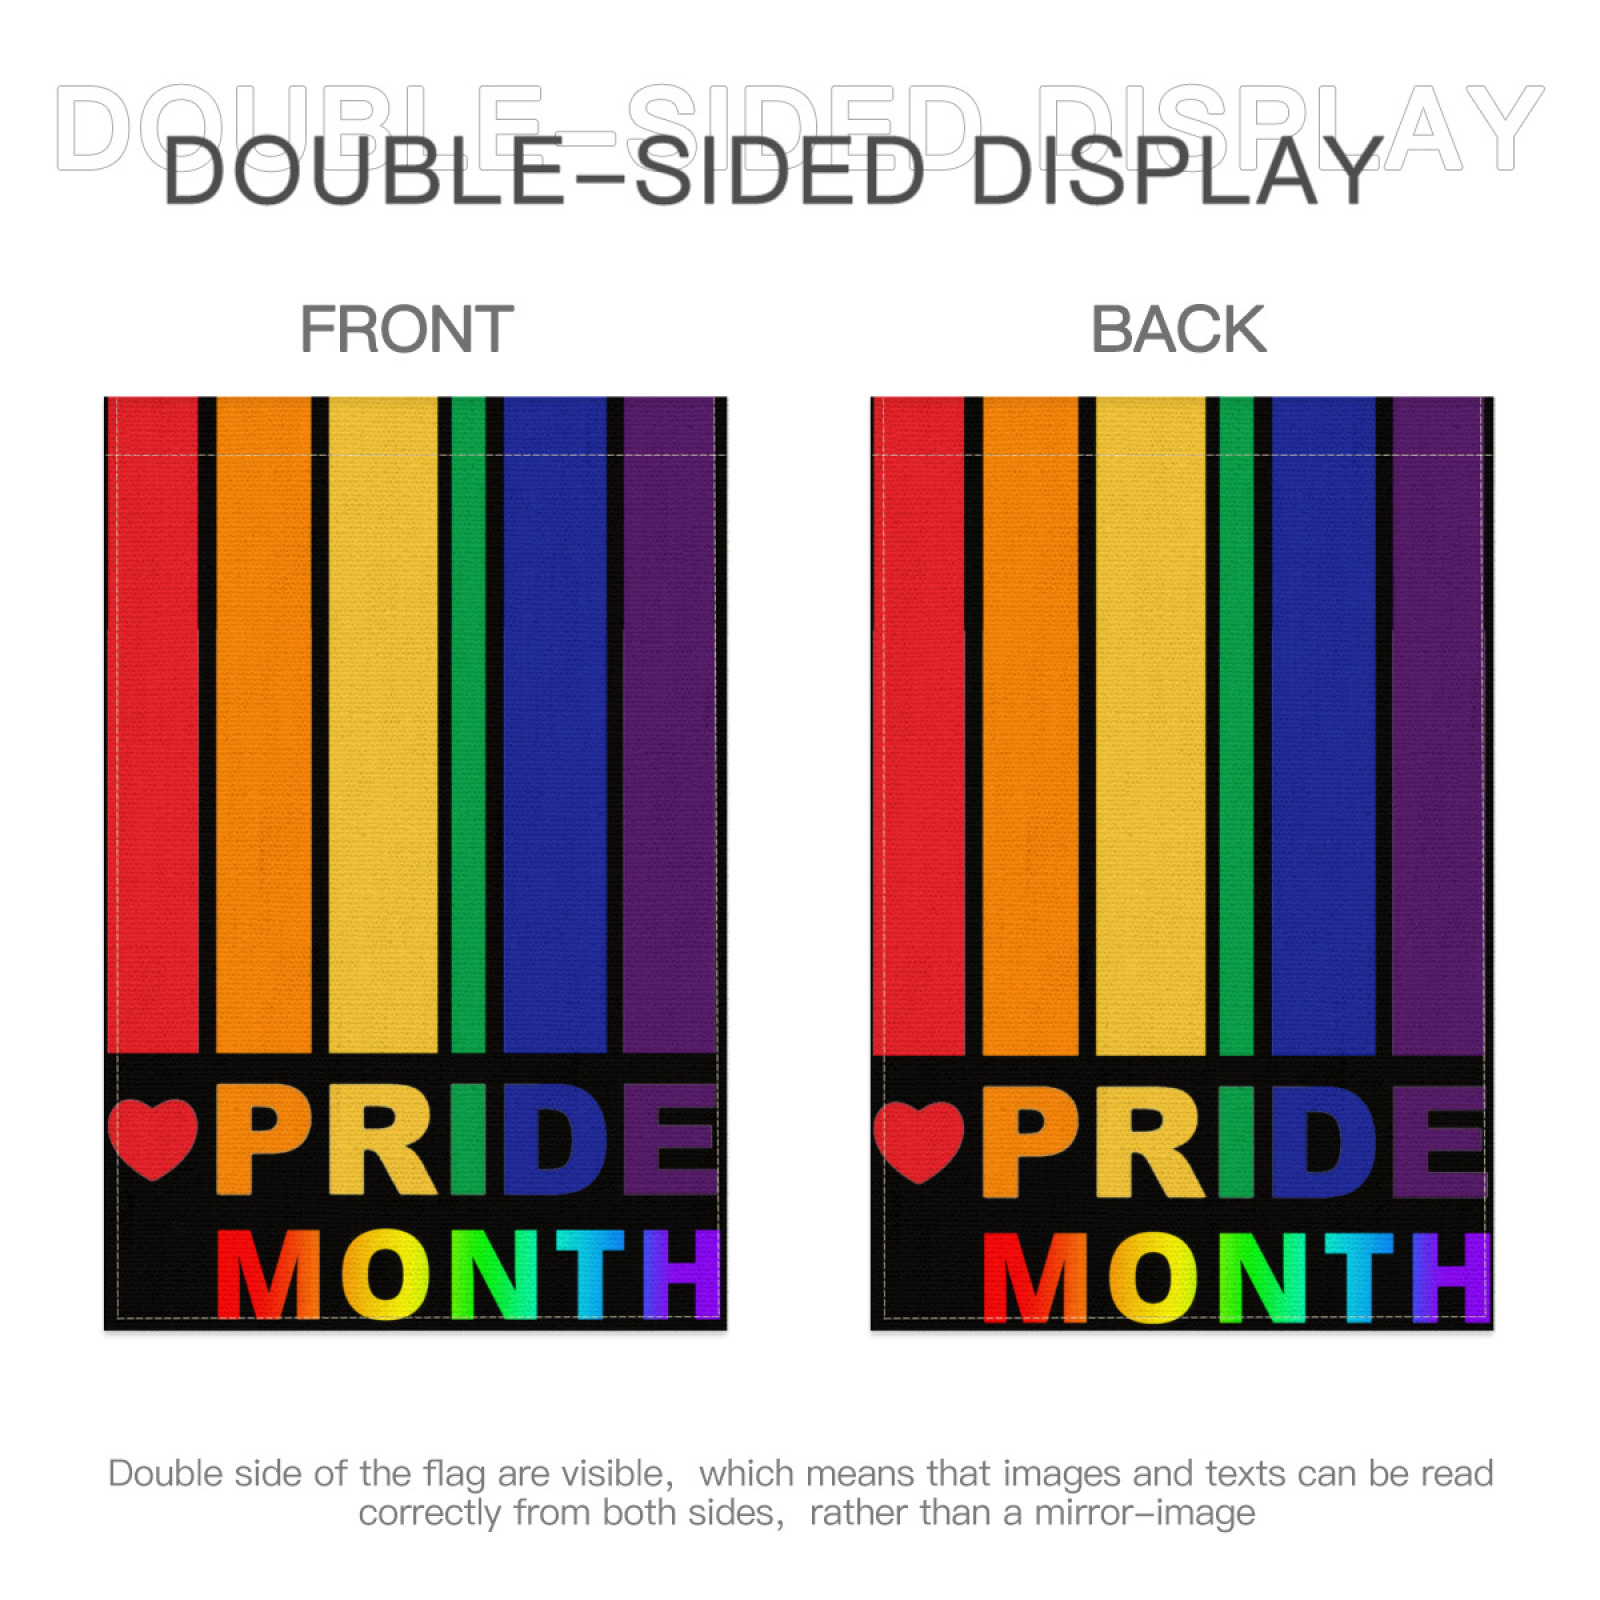 DOUBLE-SIDED DISPLAY
DOUBLE-SIDED DISPLAY
FRONT
BACK
PRIDE
MONTH
PRIDE
MONTH
Double side of the flag are visible, which means that images and texts can be read
correctly from both sides, rather than a mirror-image